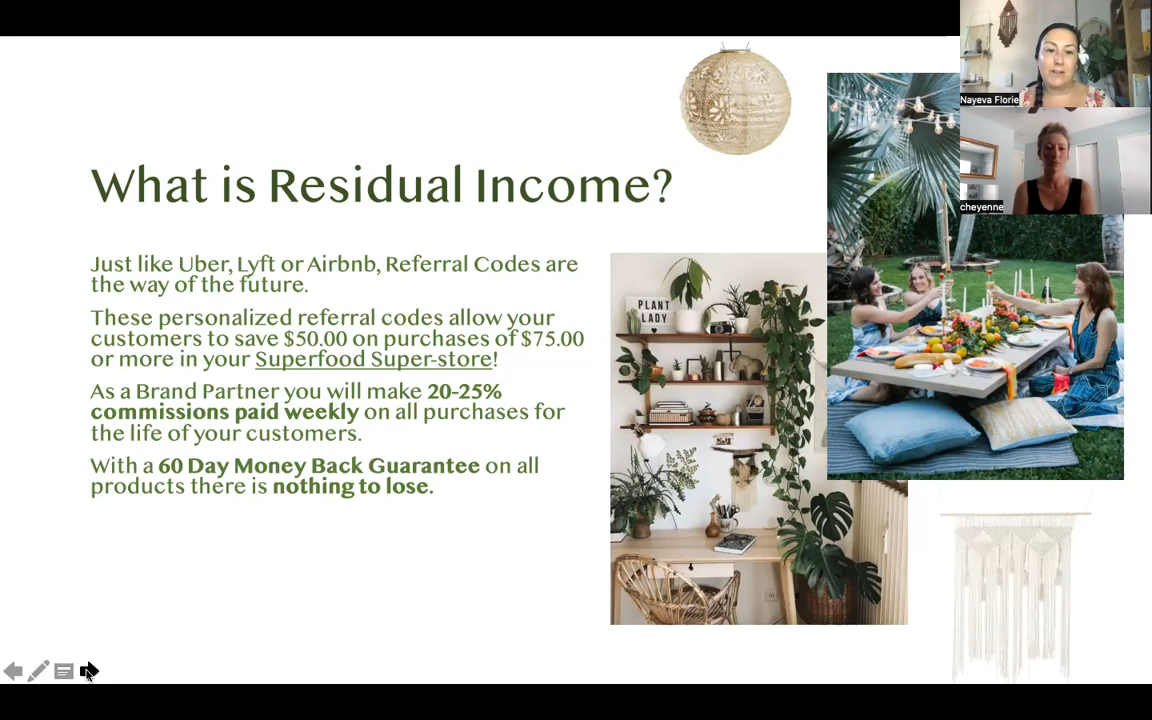 What is Residual Income?
Just like Uber, Lyft or Airbnb, Referral Codes are
the way of the future.
These personalized referral codes allow your
customers to save $50.00 on purchases of $75.00
or more in your Superfood Super-store!
As a Brand Partner you will make 20-25%
commissions paid weekly on all purchases for
the life of your customers.
With a 60 Day Money Back Guarantee on all
products there is nothing to lose.
PLANT
LADY
Nayeva Florie
cheyenne